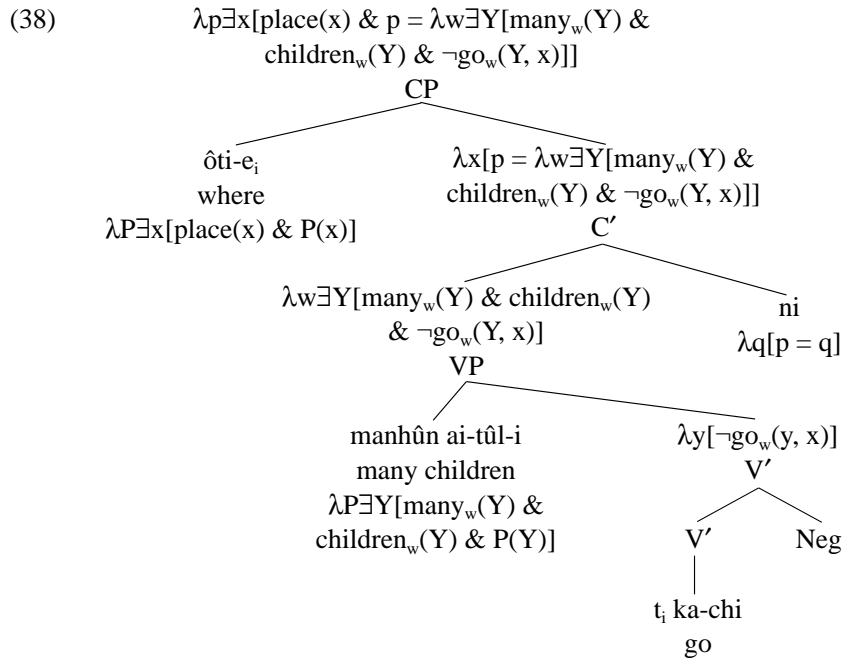 (38) λp∃x[place(x) & p = λw∃Y[many_w(Y) &
children_w(Y) & ¬go_w(Y, x)]]
CP
ôti-e_i
where
λP∃x[place(x) & P(x)]
λx[p = λw∃Y[many_w(Y) &
children_w(Y) & ¬go_w(Y, x)]]
C′
λw∃Y[many_w(Y) & children_w(Y)
& ¬go_w(Y, x)]
VP
ni
λq[p = q]
manhûn ai-tûl-i
many children
λP∃Y[many_w(Y) &
children_w(Y) & P(Y)]
λy[¬go_w(y, x)]
V′
V′ Neg
t_i ka-chi
go